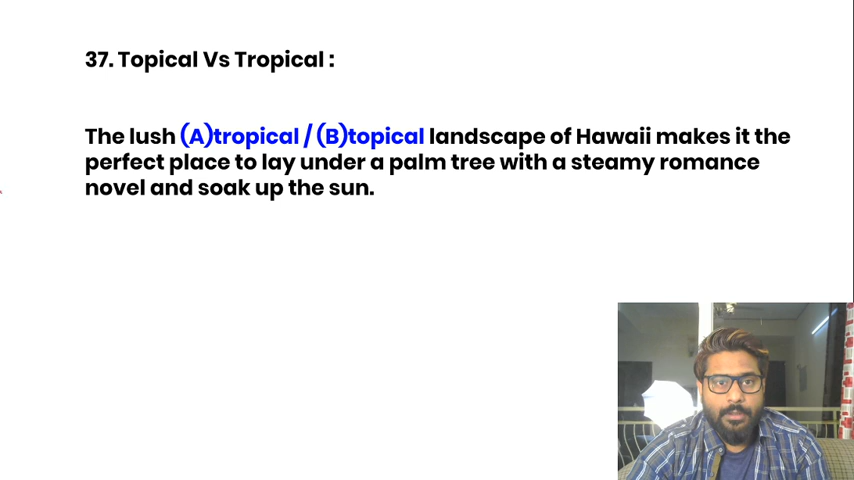 37. Topical Vs Tropical :
The lush (A)tropical / (B)topical landscape of Hawaii makes it the
perfect place to lay under a palm tree with a steamy romance
novel and soak up the sun.